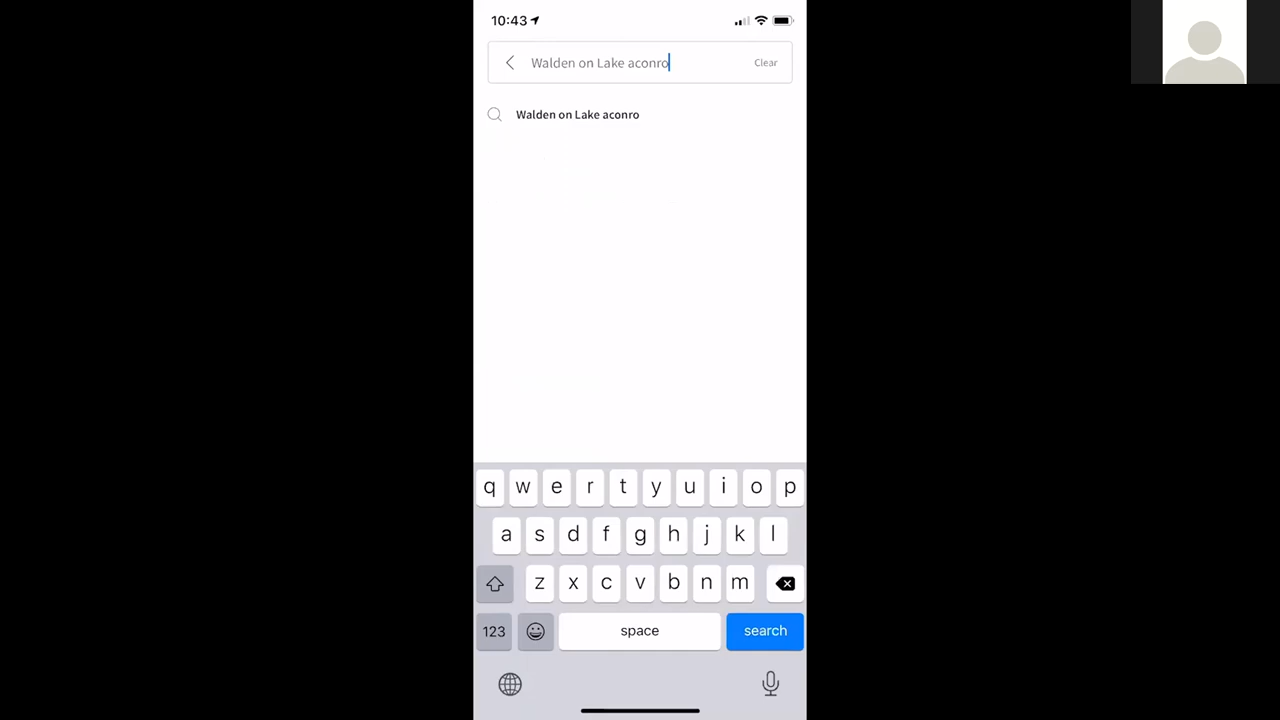 10:43
Walden on Lake aconro Clear
Walden on Lake aconro
q w e r t y u i o p
a s d f g h j k l
z x c v b n m
123 space search